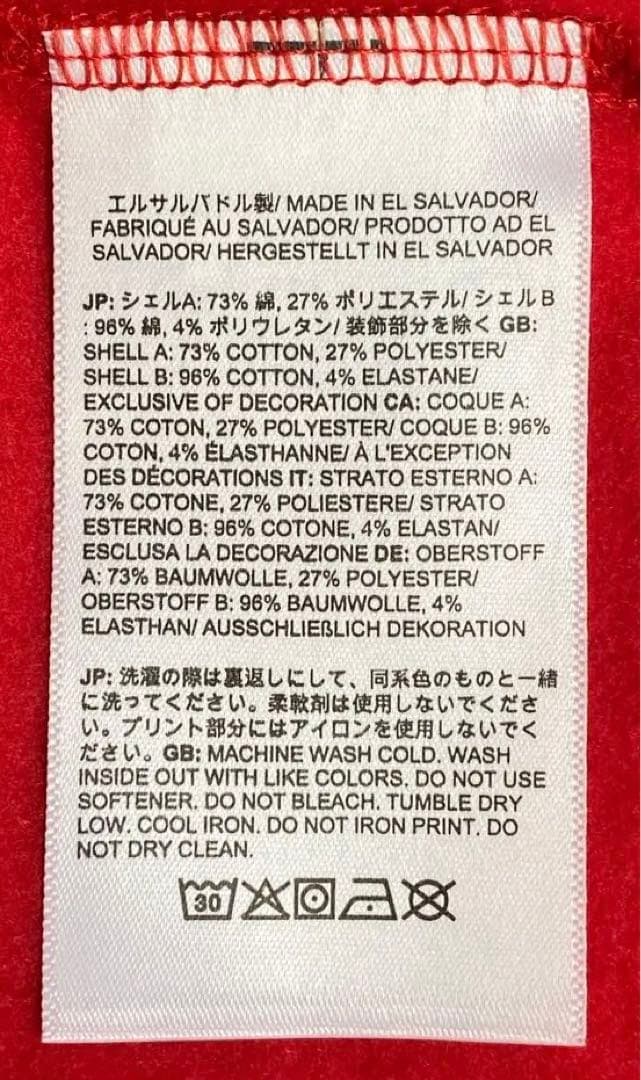 エルサルバドル製/ MADE IN EL SALVADOR/
FABRIQUÉ AU SALVADOR/ PRODOTTO AD EL
SALVADOR/ HERGESTELLT IN EL SALVADOR
JP: シェルA: 73% 綿, 27% ポリエステル/ シェル B
: 96% 綿, 4% ポリウレタン/ 装飾部分を除く GB:
SHELL A: 73% COTTON, 27% POLYESTER/
SHELL B: 96% COTTON, 4% ELASTANE/
EXCLUSIVE OF DECORATION CA: COQUE A:
73% COTON, 27% POLYESTER/ COQUE B: 96%
COTON, 4% ÉLASTHANNE/ À L'EXCEPTION
DES DÉCORATIONS IT: STRATO ESTERNO A:
73% COTONE, 27% POLIESTERE/ STRATO
ESTERNO B: 96% COTONE, 4% ELASTAN/
ESCLUSA LA DECORAZIONE DE: OBERSTOFF
A: 73% BAUMWOLLE, 27% POLYESTER/
OBERSTOFF B: 96% BAUMWOLLE, 4%
ELASTHAN/ AUSSCHLIEßLICH DEKORATION
JP: 洗濯の際は裏返しにして、同系色のものと一緒
に洗ってください。柔軟剤は使用しないでくださ
い。プリント部分にはアイロンを使用しないでく
ださい。GB: MACHINE WASH COLD. WASH
INSIDE OUT WITH LIKE COLORS. DO NOT USE
SOFTENER. DO NOT BLEACH. TUMBLE DRY
LOW. COOL IRON. DO NOT IRON PRINT. DO
NOT DRY CLEAN.
30